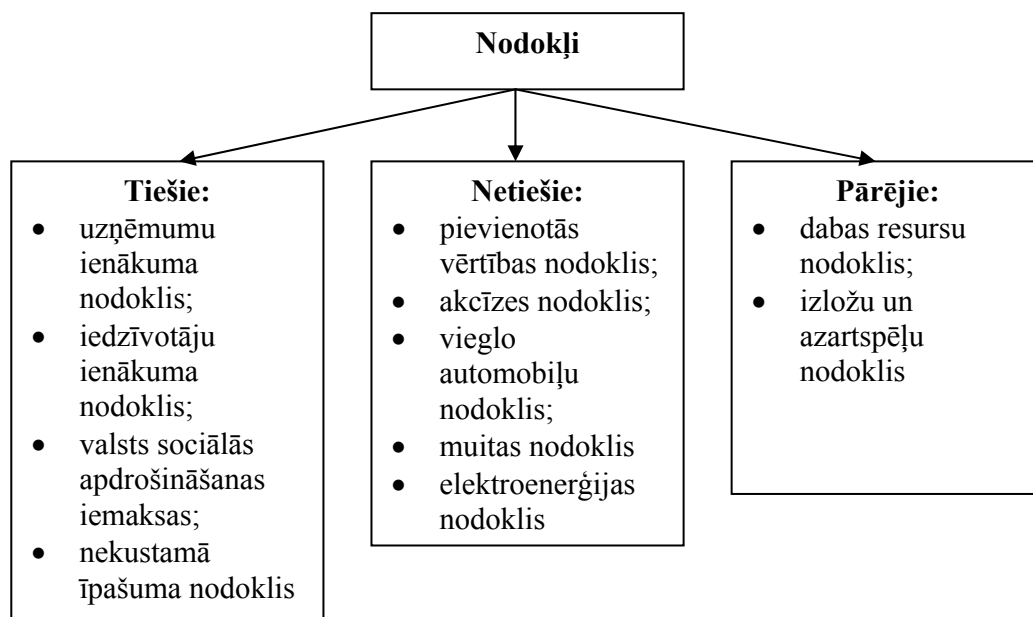 Nodokļi
Tiešie:
• uzņēmumu
ienākuma
nodoklis;
• iedzīvotāju
ienākuma
nodoklis;
• valsts sociālās
apdrošināšanas
iemaksas;
• nekustamā
īpašuma nodoklis
Netiešie:
• pievienotās
vērtības nodoklis;
• akcīzes nodoklis;
• vieglo
automobiļu
nodoklis;
• muitas nodoklis
• elektroenerģijas
nodoklis
Pārējie:
• dabas resursu
nodoklis;
• izložu un
azartspēļu
nodoklis